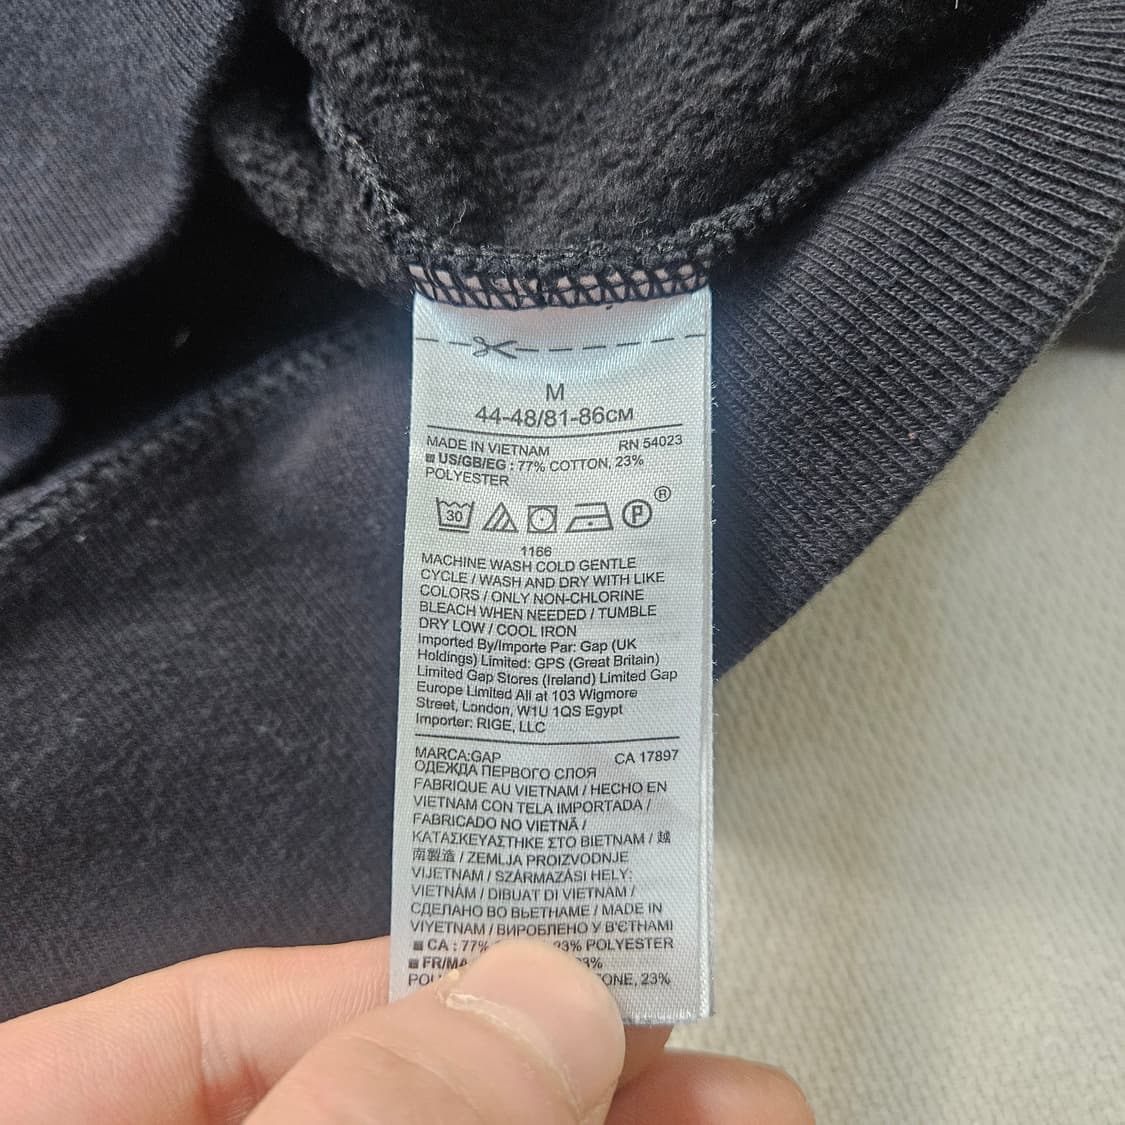 M
44-48/81-86CM
MADE IN VIETNAM RN 54023
US/GB/EG : 77% COTTON, 23%
POLYESTER
30 P ®
1166
MACHINE WASH COLD GENTLE
CYCLE / WASH AND DRY WITH LIKE
COLORS / ONLY NON-CHLORINE
BLEACH WHEN NEEDED / TUMBLE
DRY LOW / COOL IRON
Imported By/Importe Par: Gap (UK
Holdings) Limited: GPS (Great Britain)
Limited Gap Stores (Ireland) Limited Gap
Europe Limited All at 103 Wigmore
Street, London, W1U 1QS Egypt
Importer: RIGE, LLC
MARCA:GAP CA 17897
ОДЕЖДА ПЕРВОГО СЛОЯ
FABRIQUE AU VIETNAM / HECHO EN
VIETNAM CON TELA IMPORTADA /
FABRICADO NO VIETNÃ /
ΚΑΤΑΣΚΕΥΑΣΤΗΚΕ ΣΤΟ ΒΙΕΤΝΑΜ / 越
南製造 / ZEMLJA PROIZVODNJE
VIJETNAM / SZÁRMAZÁSI HELY:
VIETNÁM / DIBUAT DI VIETNAM /
СДЕЛАНО ВО ВЬЕТНАМЕ / MADE IN
VIYETNAM / ВИРОБЛЕНО У В'ЄТНАМІ
CA : 77% 23% POLYESTER
FR/MA
23%